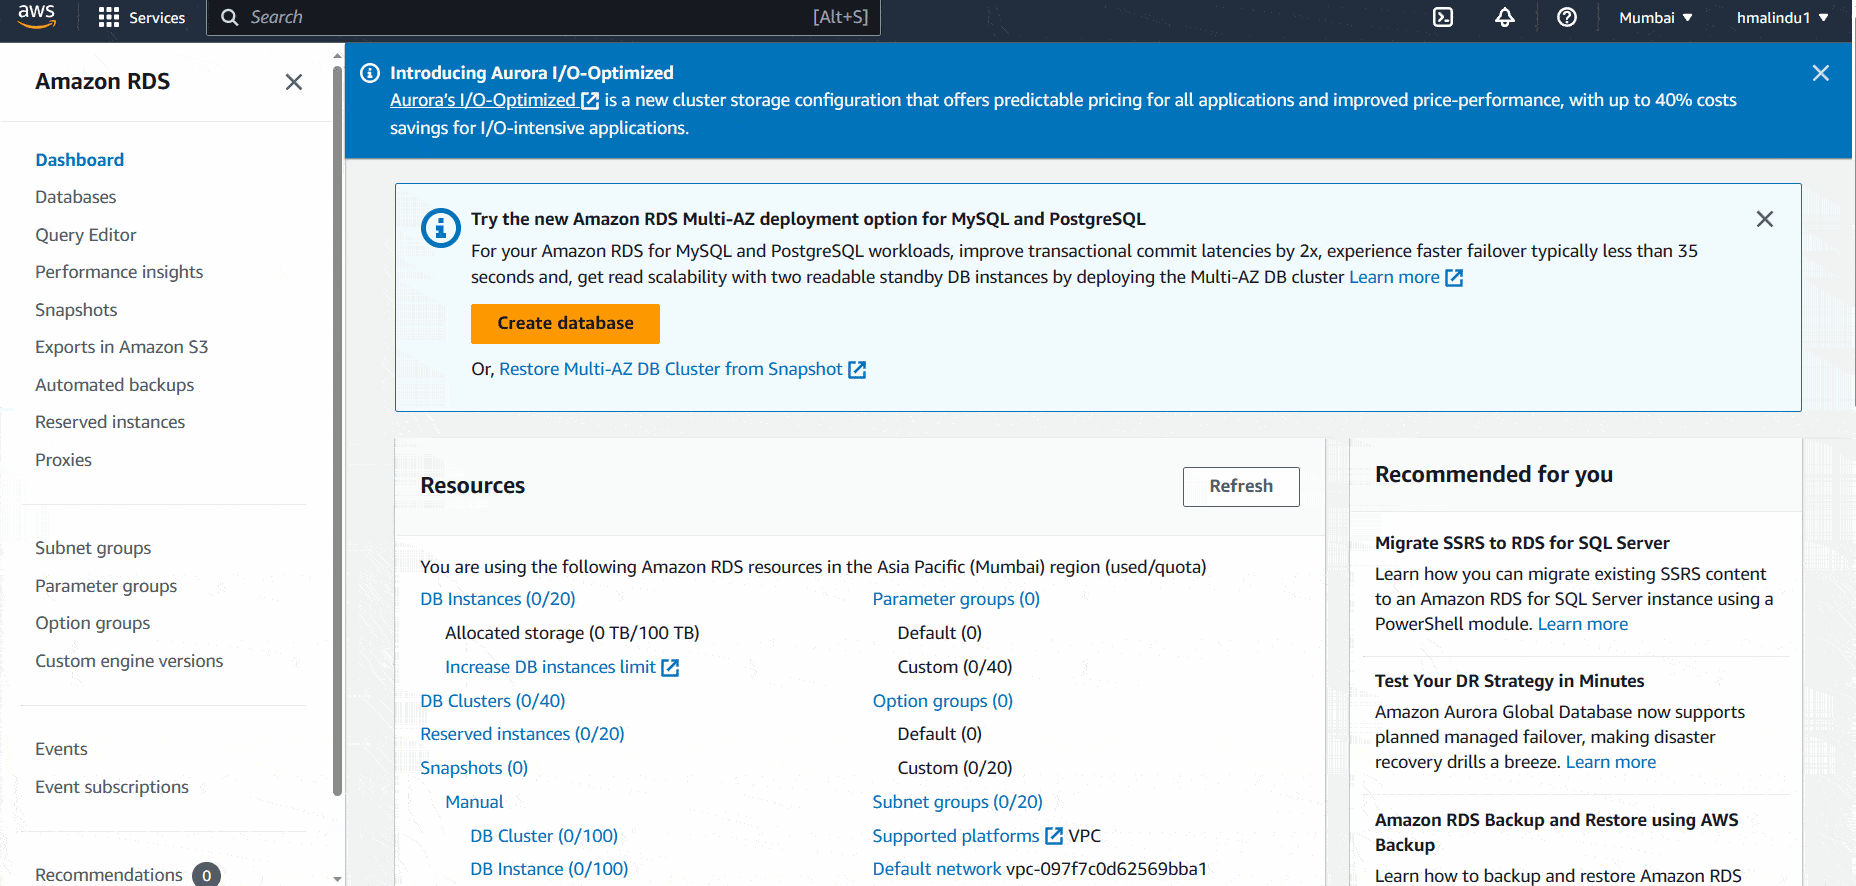 aws
Services
Search
[Alt+S]
Mumbai
hmalindu1
Amazon RDS
Dashboard
Databases
Query Editor
Performance insights
Snapshots
Exports in Amazon S3
Automated backups
Reserved instances
Proxies
Subnet groups
Parameter groups
Option groups
Custom engine versions
Events
Event subscriptions
Recommendations 0
Introducing Aurora I/O-Optimized
Aurora's I/O-Optimized is a new cluster storage configuration that offers predictable pricing for all applications and improved price-performance, with up to 40% costs
savings for I/O-intensive applications.
Try the new Amazon RDS Multi-AZ deployment option for MySQL and PostgreSQL
For your Amazon RDS for MySQL and PostgreSQL workloads, improve transactional commit latencies by 2x, experience faster failover typically less than 35
seconds and, get read scalability with two readable standby DB instances by deploying the Multi-AZ DB cluster Learn more
Create database
Or, Restore Multi-AZ DB Cluster from Snapshot
Resources
Refresh
You are using the following Amazon RDS resources in the Asia Pacific (Mumbai) region (used/quota)
DB Instances (0/20)
Allocated storage (0 TB/100 TB)
Increase DB instances limit
DB Clusters (0/40)
Reserved instances (0/20)
Snapshots (0)
Manual
DB Cluster (0/100)
DB Instance (0/100)
Parameter groups (0)
Default (0)
Custom (0/40)
Option groups (0)
Default (0)
Custom (0/20)
Subnet groups (0/20)
Supported platforms VPC
Default network vpc-097f7c0d62569bba1
Recommended for you
Migrate SSRS to RDS for SQL Server
Learn how you can migrate existing SSRS content
to an Amazon RDS for SQL Server instance using a
PowerShell module. Learn more
Test Your DR Strategy in Minutes
Amazon Aurora Global Database now supports
planned managed failover, making disaster
recovery drills a breeze. Learn more
Amazon RDS Backup and Restore using AWS
Backup
Learn how to backup and restore Amazon RDS